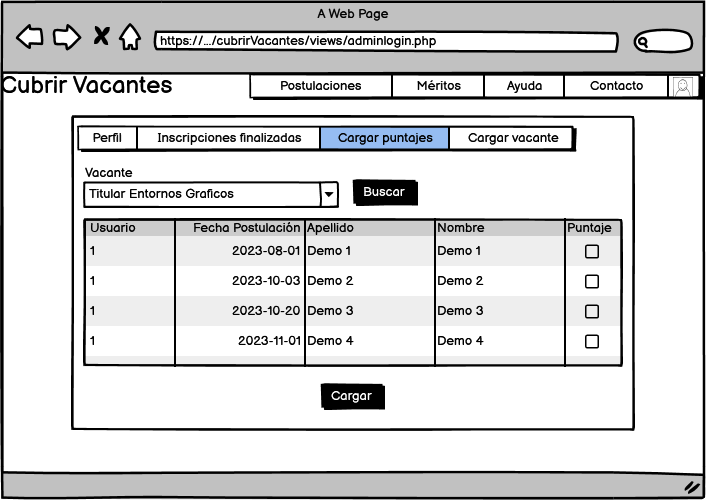 A Web Page
https://.../cubrirVacantes/views/adminlogin.php
Cubrir Vacantes
Postulaciones Méritos Ayuda Contacto
Perfil Inscripciones finalizadas Cargar puntajes Cargar vacante
Vacante
Titular Entornos Graficos Buscar
Usuario Fecha Postulación Apellido Nombre Puntaje
1 2023-08-01 Demo 1 Demo 1
1 2023-10-03 Demo 2 Demo 2
1 2023-10-20 Demo 3 Demo 3
1 2023-11-01 Demo 4 Demo 4
Cargar